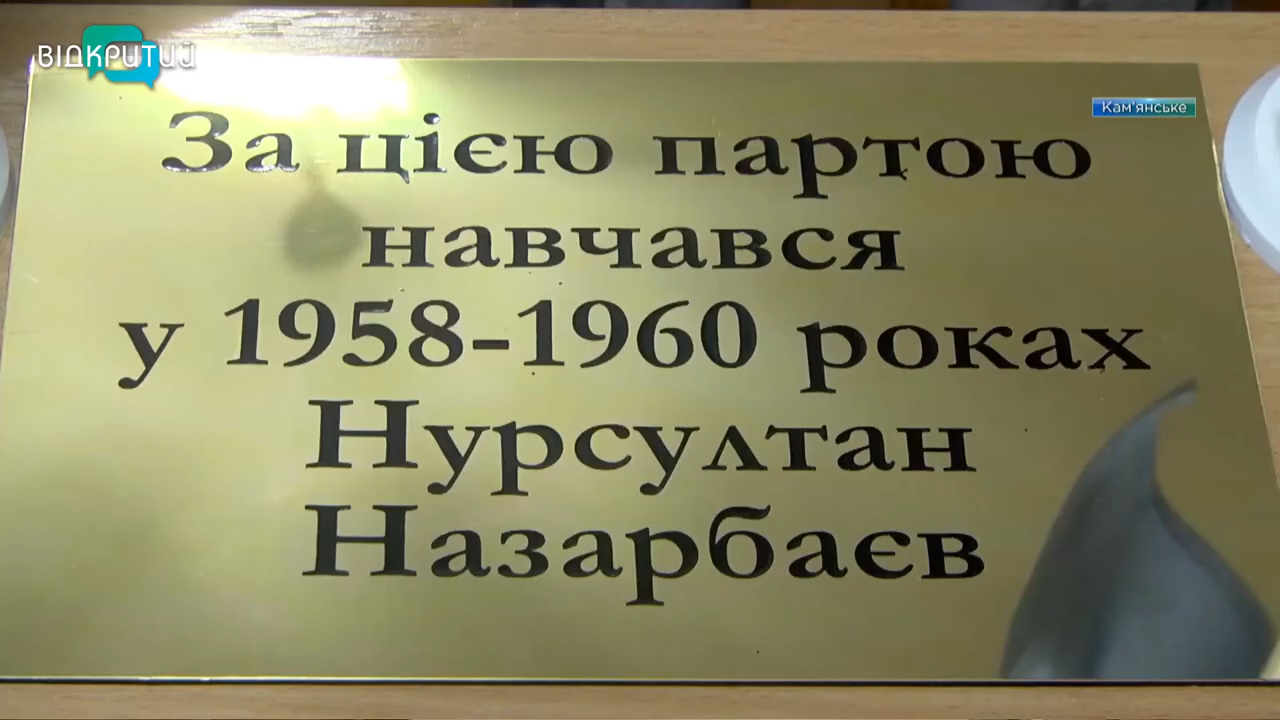 ВІДКРИТИЙ
Кам'янське
За цією партою
навчався
у 1958-1960 роках
Нурсултан
Назарбаєв